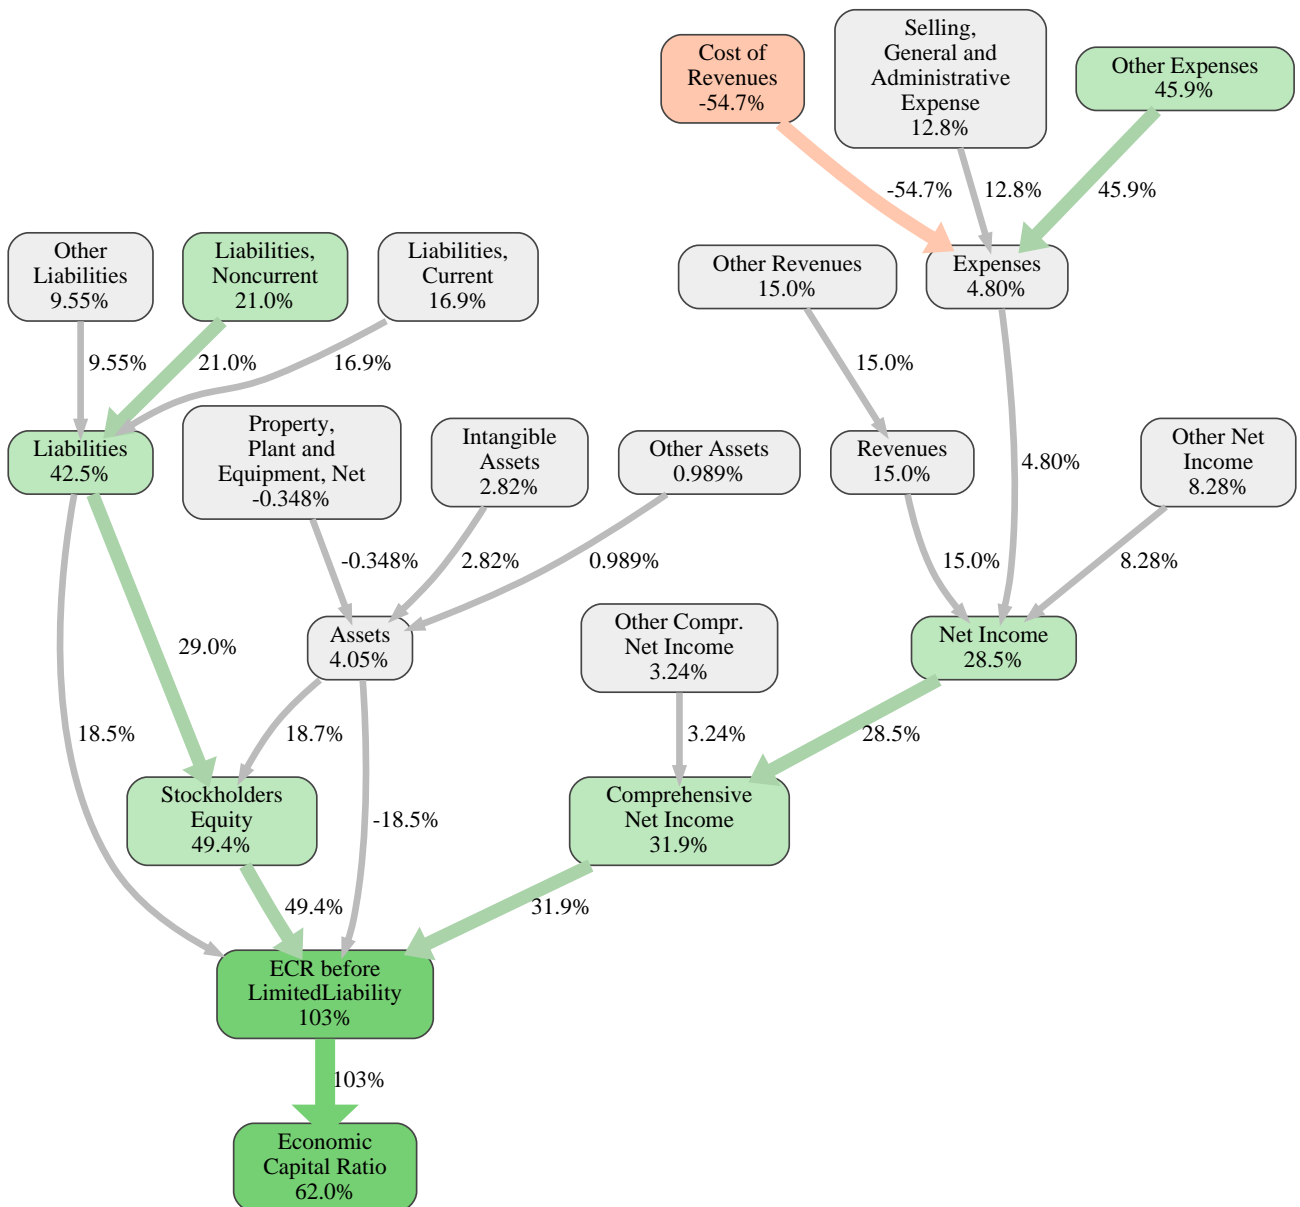 Cost of
Revenues
-54.7%
Selling,
General and
Administrative
Expense
12.8%
Other Expenses
45.9%
-54.7%
12.8%
45.9%
Other
Liabilities
9.55%
Liabilities,
Noncurrent
21.0%
Liabilities,
Current
16.9%
Other Revenues
15.0%
Expenses
4.80%
9.55%
21.0%
16.9%
15.0%
Liabilities
42.5%
Property,
Plant and
Equipment, Net
-0.348%
Intangible
Assets
2.82%
Other Assets
0.989%
Revenues
15.0%
4.80%
Other Net
Income
8.28%
-0.348%
2.82%
0.989%
15.0%
8.28%
Assets
4.05%
Other Compr.
Net Income
3.24%
Net Income
28.5%
29.0%
18.5%
18.7%
3.24%
28.5%
Stockholders
Equity
49.4%
-18.5%
Comprehensive
Net Income
31.9%
49.4%
31.9%
ECR before
LimitedLiability
103%
103%
Economic
Capital Ratio
62.0%